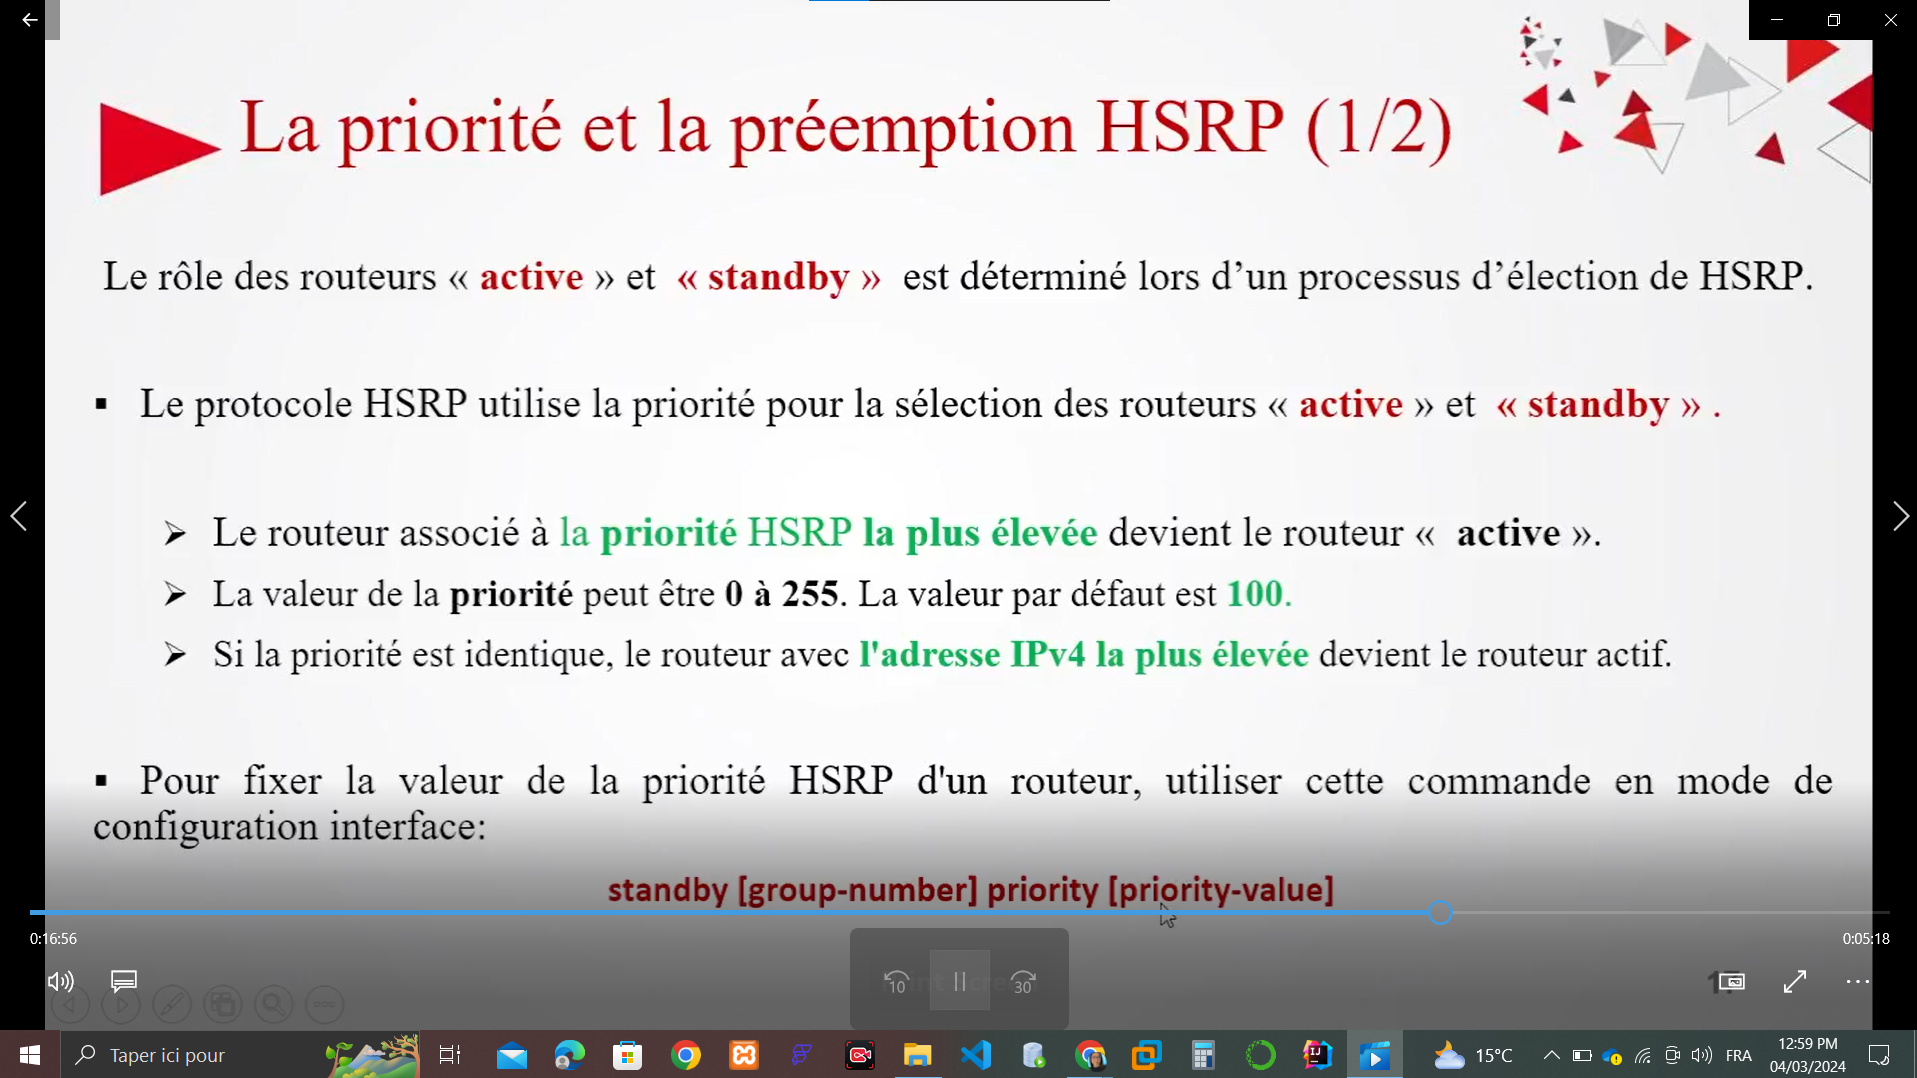 La priorité et la préemption HSRP (1/2)
Le rôle des routeurs « active » et « standby » est déterminé lors d’un processus d’élection de HSRP.
▪ Le protocole HSRP utilise la priorité pour la sélection des routeurs « active » et « standby » .
➢ Le routeur associé à la priorité HSRP la plus élevée devient le routeur « active ».
➢ La valeur de la priorité peut être 0 à 255. La valeur par défaut est 100.
➢ Si la priorité est identique, le routeur avec l'adresse IPv4 la plus élevée devient le routeur actif.
▪ Pour fixer la valeur de la priorité HSRP d'un routeur, utiliser cette commande en mode de
configuration interface:
standby [group-number] priority [priority-value]
0:16:56
0:05:18
10
30
Taper ici pour
15°C
FRA
12:59 PM
04/03/2024